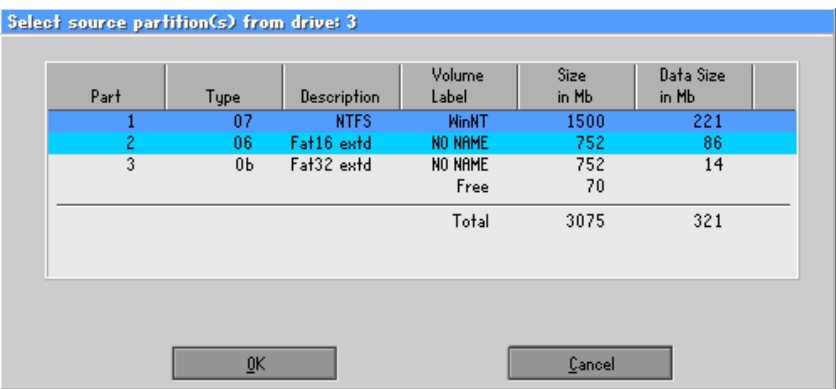 Select source partition(s) from drive: 3
Part Type Description Volume Label Size in Mb Data Size in Mb
1 07 NTFS WinNT 1500 221
2 06 Fat16 extd NO NAME 752 86
3 0b Fat32 extd NO NAME 752 14
Free 70
Total 3075 321
OK Cancel